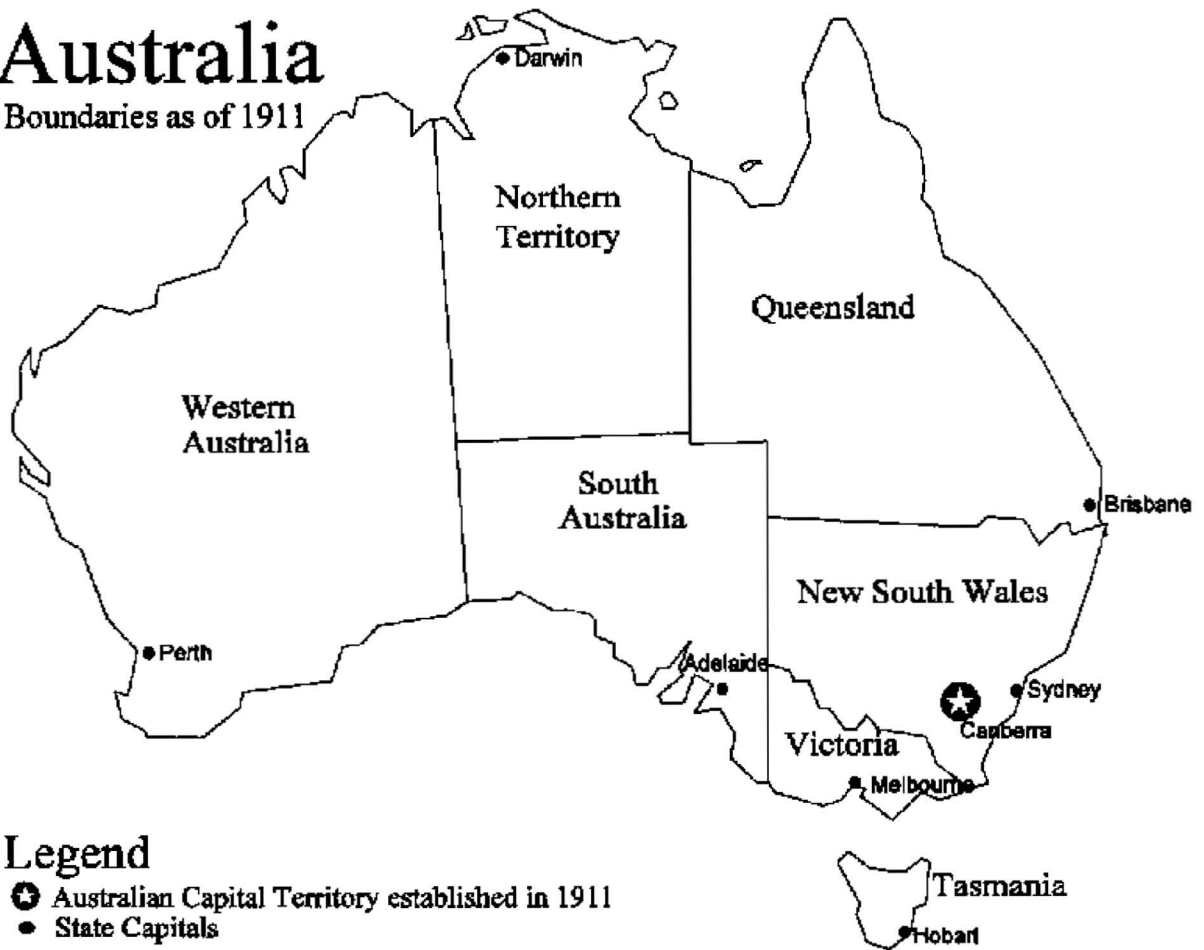 Australia
Boundaries as of 1911
Darwin
Northern
Territory
Queensland
Western
Australia
South
Australia
Brisbane
New South Wales
Perth
Adelaide
Sydney
Canberra
Victoria
Melbourne
Legend
Australian Capital Territory established in 1911
State Capitals
Tasmania
Hobart